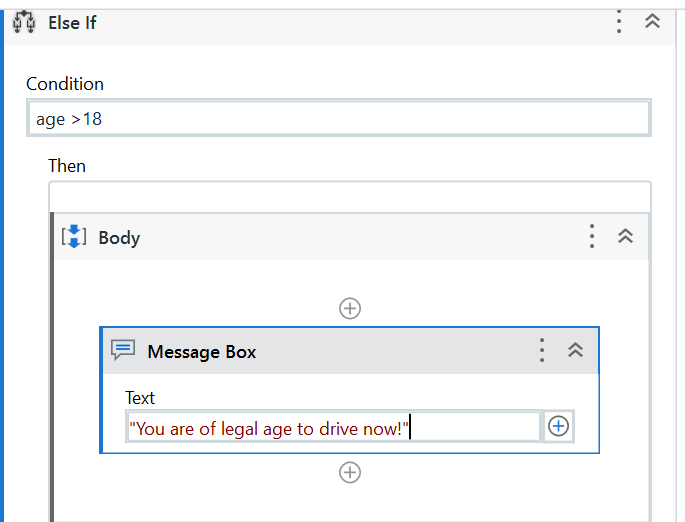 Else If
Condition
age >18
Then
Body
Message Box
Text
"You are of legal age to drive now!"